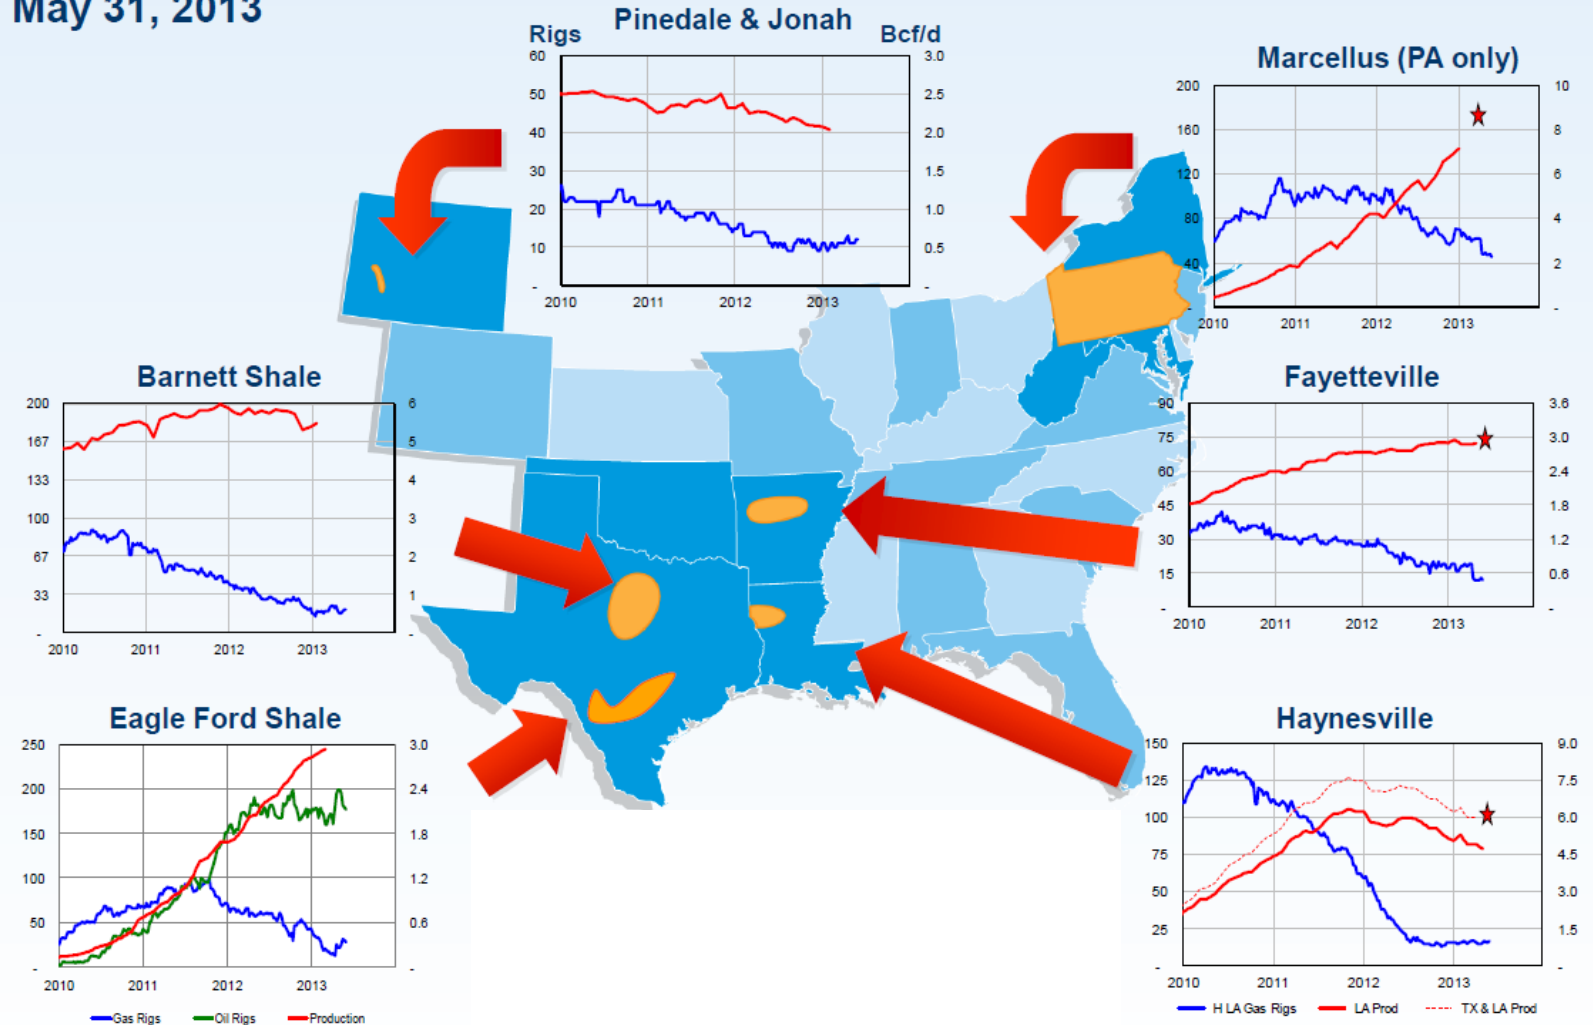 May 31, 2013
Pinedale & Jonah
Rigs Bcf/d
60 3.0
50 2.5
40 2.0
30 1.5
20 1.0
10 0.5
- -
2010 2011 2012 2013
Marcellus (PA only)
200 10
160 8
120 6
80 4
40 2
- -
2010 2011 2012 2013
Barnett Shale
200 6
167 5
133 4
100 3
67 2
33 1
- -
2010 2011 2012 2013
Fayetteville
90 3.6
75 3.0
60 2.4
45 1.8
30 1.2
15 0.6
- -
2010 2011 2012 2013
Eagle Ford Shale
250 3.0
200 2.4
150 1.8
100 1.2
50 0.6
- -
2010 2011 2012 2013
Gas Rigs Oil Rigs Production
Haynesville
150 9.0
125 7.5
100 6.0
75 4.5
50 3.0
25 1.5
- -
2010 2011 2012 2013
H LA Gas Rigs LA Prod TX & LA Prod